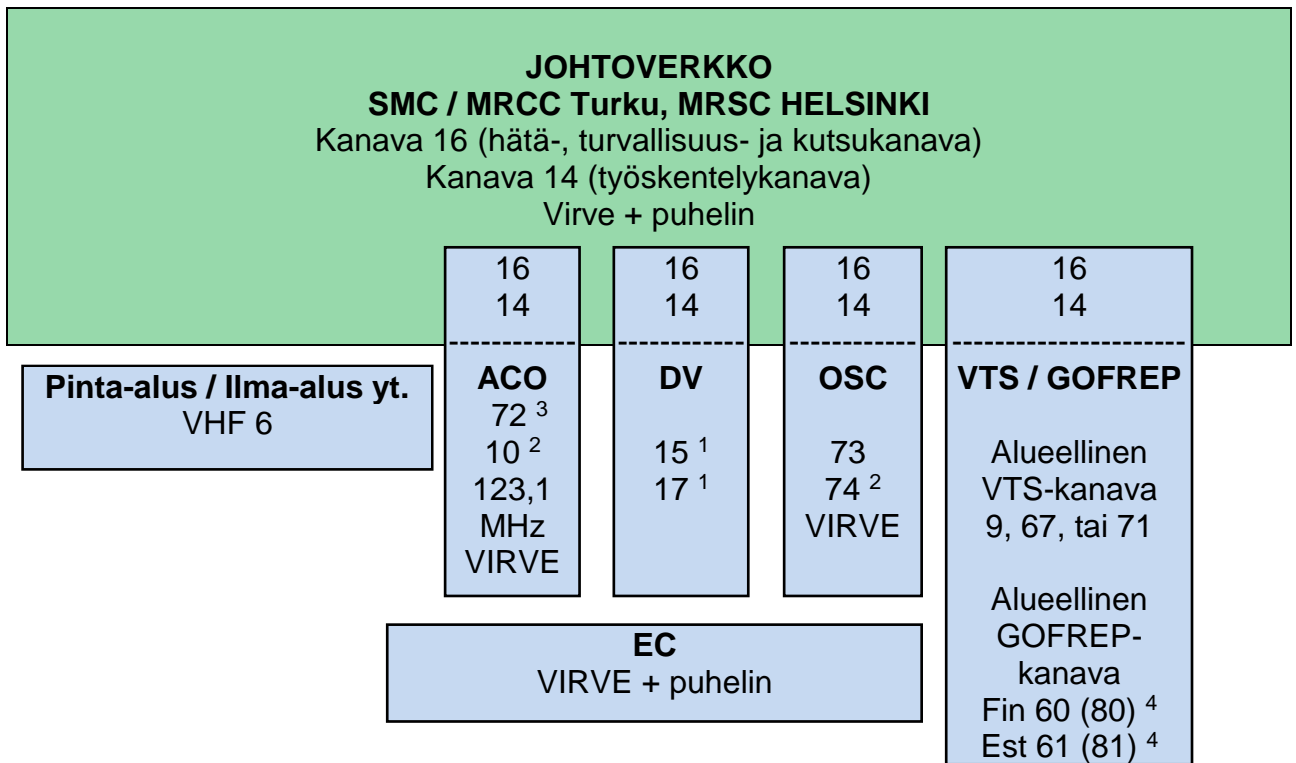 JOHTOVERKKO
SMC / MRCC Turku, MRSC HELSINKI
Kanava 16 (hätä-, turvallisuus- ja kutsukanava)
Kanava 14 (työskentelykanava)
Virve + puhelin
16
14
-----------
ACO
72 ³
10 ²
123,1
MHz
VIRVE
16
14
-----------
DV
15 ¹
17 ¹
16
14
-----------
OSC
73
74 ²
VIRVE
16
14
--------------------
VTS / GOFREP
Alueellinen
VTS-kanava
9, 67, tai 71
Alueellinen
GOFREP-
kanava
Fin 60 (80) ⁴
Est 61 (81) ⁴
Pinta-alus / Ilma-alus yt.
VHF 6
EC
VIRVE + puhelin